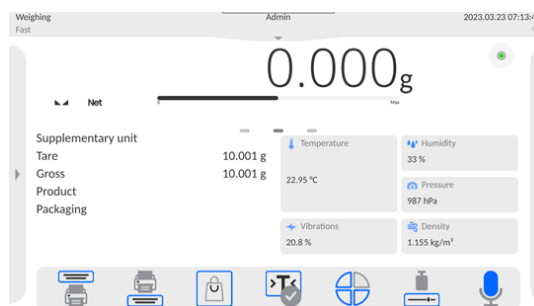 Weighing Admin 2023.03.23 07:13:4
Fast
0.000 g
Net 0 Max
Supplementary unit
Tare 10.001 g
Gross 10.001 g
Product
Packaging
Temperature
22.95 °C
Humidity
33 %
Pressure
987 hPa
Vibrations
20.8 %
Density
1.155 kg/m³
>T<